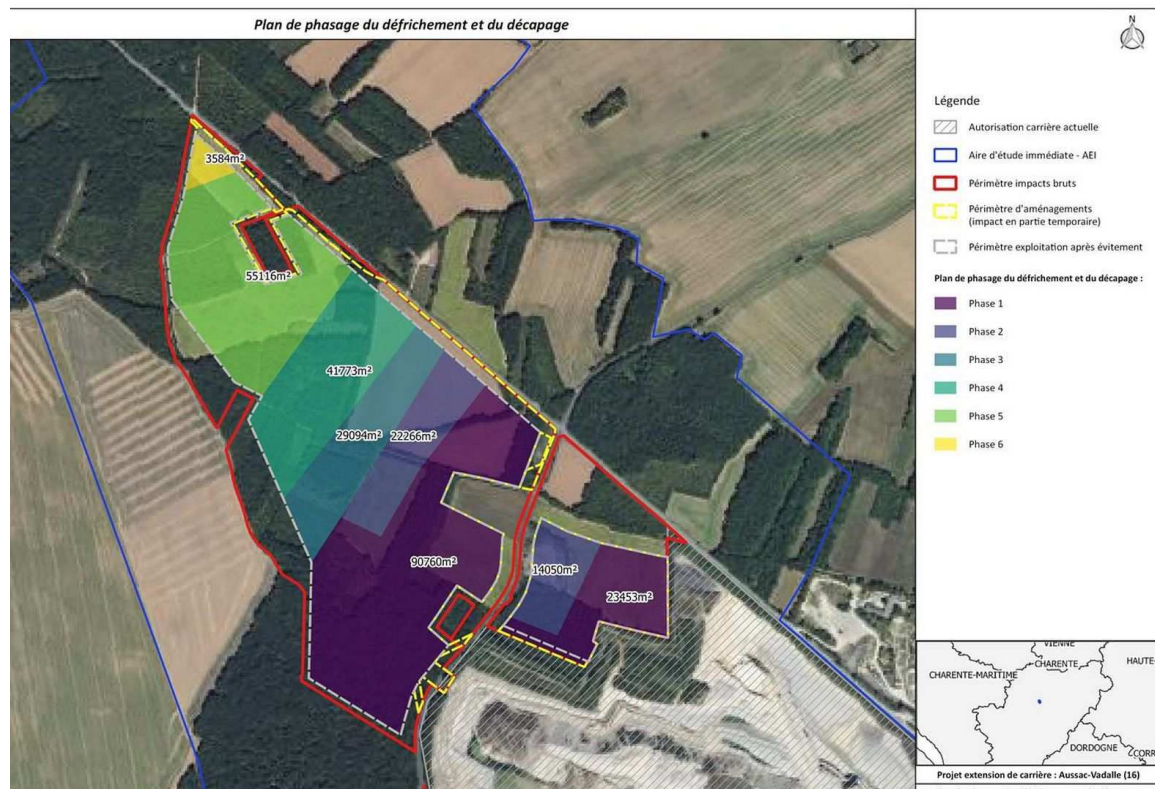 Plan de phasage du défrichement et du décapage
N
Légende
Autorisation carrière actuelle
Aire d'étude immédiate - AEI
Périmètre impacts bruts
Périmètre d'aménagements
(impact en partie temporaire)
Périmètre exploitation après évitement
Plan de phasage du défrichement et du décapage :
Phase 1
Phase 2
Phase 3
Phase 4
Phase 5
Phase 6
3584m²
55116m²
41773m²
29094m²
22266m²
90760m²
14050m²
23453m²
VIENNE
CHARENTE
HAUTE-
CHARENTE-MARITIME
DORDOGNE
CORR
Projet extension de carrière : Aussac-Vadalle (16)